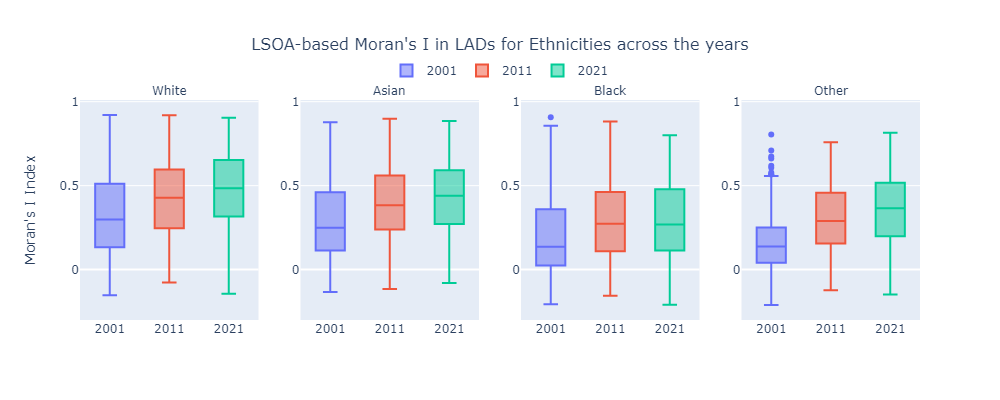 LSOA-based Moran's I in LADs for Ethnicities across the years
2001 2011 2021
White Asian Black Other
Moran's I Index
1 1 1 1
0.5 0.5 0.5 0.5
0 0 0 0
2001 2011 2021 2001 2011 2021 2001 2011 2021 2001 2011 2021